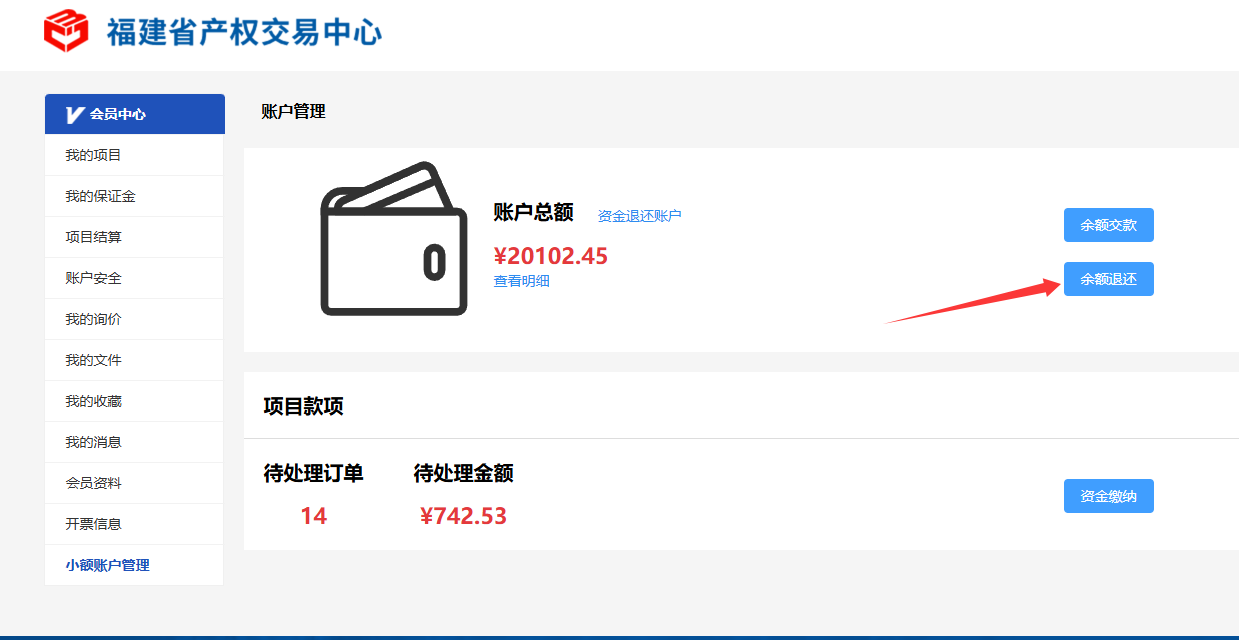 福建省产权交易中心
会员中心
我的项目
我的保证金
项目结算
账户安全
我的询价
我的文件
我的收藏
我的消息
会员资料
开票信息
小额账户管理
账户管理
账户总额 资金退还账户
¥20102.45
查看明细
余额交款
余额退还
项目款项
待处理订单 待处理金额
14 ¥742.53
资金缴纳